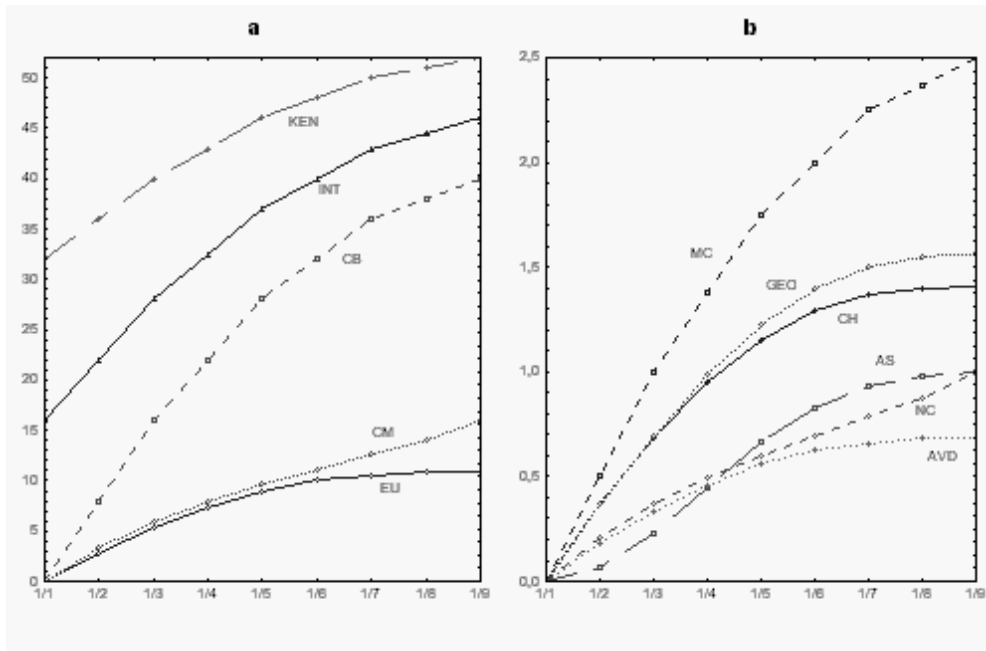 a
50
45
40
35
30
25
20
15
10
5
0
KEN
INT
CB
CM
EU
1/1 1/2 1/3 1/4 1/5 1/6 1/7 1/8 1/9
b
2,5
2,0
1,5
1,0
0,5
0,0
MC
GEO
CH
AS
NC
AVD
1/1 1/2 1/3 1/4 1/5 1/6 1/7 1/8 1/9